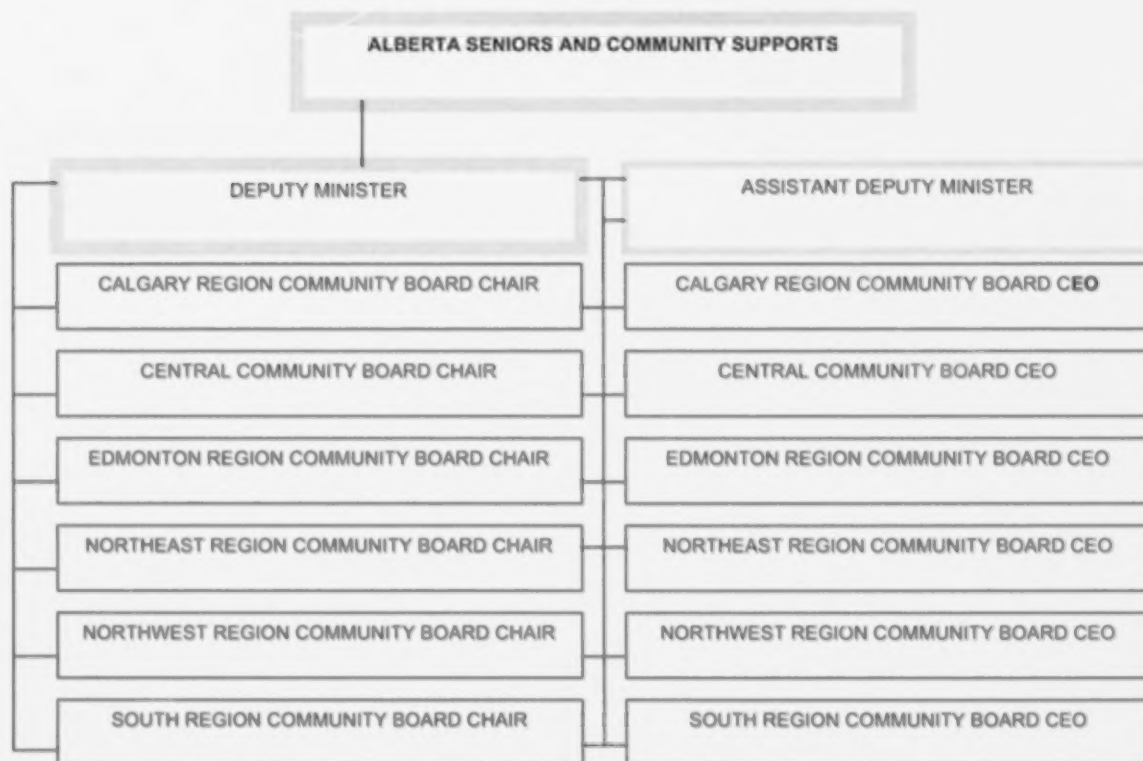 ALBERTA SENIORS AND COMMUNITY SUPPORTS
DEPUTY MINISTER
ASSISTANT DEPUTY MINISTER
CALGARY REGION COMMUNITY BOARD CHAIR
CALGARY REGION COMMUNITY BOARD CEO
CENTRAL COMMUNITY BOARD CHAIR
CENTRAL COMMUNITY BOARD CEO
EDMONTON REGION COMMUNITY BOARD CHAIR
EDMONTON REGION COMMUNITY BOARD CEO
NORTHEAST REGION COMMUNITY BOARD CHAIR
NORTHEAST REGION COMMUNITY BOARD CEO
NORTHWEST REGION COMMUNITY BOARD CHAIR
NORTHWEST REGION COMMUNITY BOARD CEO
SOUTH REGION COMMUNITY BOARD CHAIR
SOUTH REGION COMMUNITY BOARD CEO